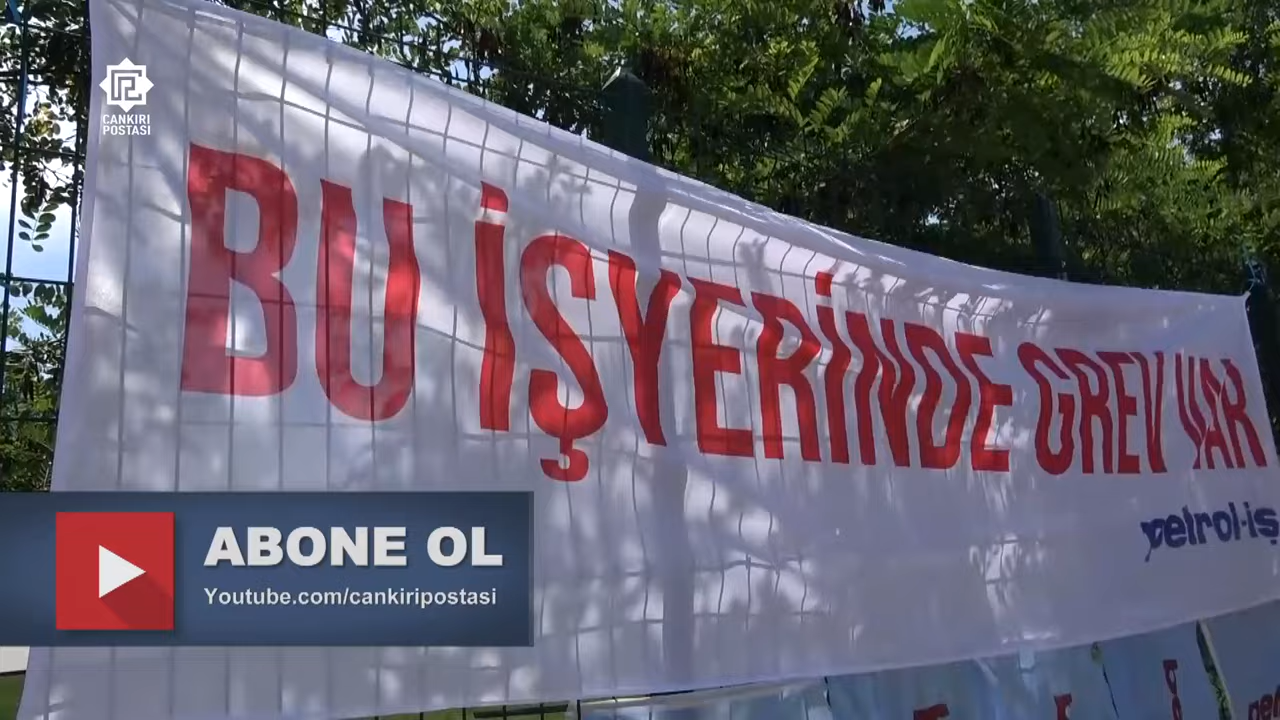 CANKIRI
POSTASI
BU İŞYERİNDE GREV VAR
petrol-iş
ABONE OL
Youtube.com/cankiripostasi